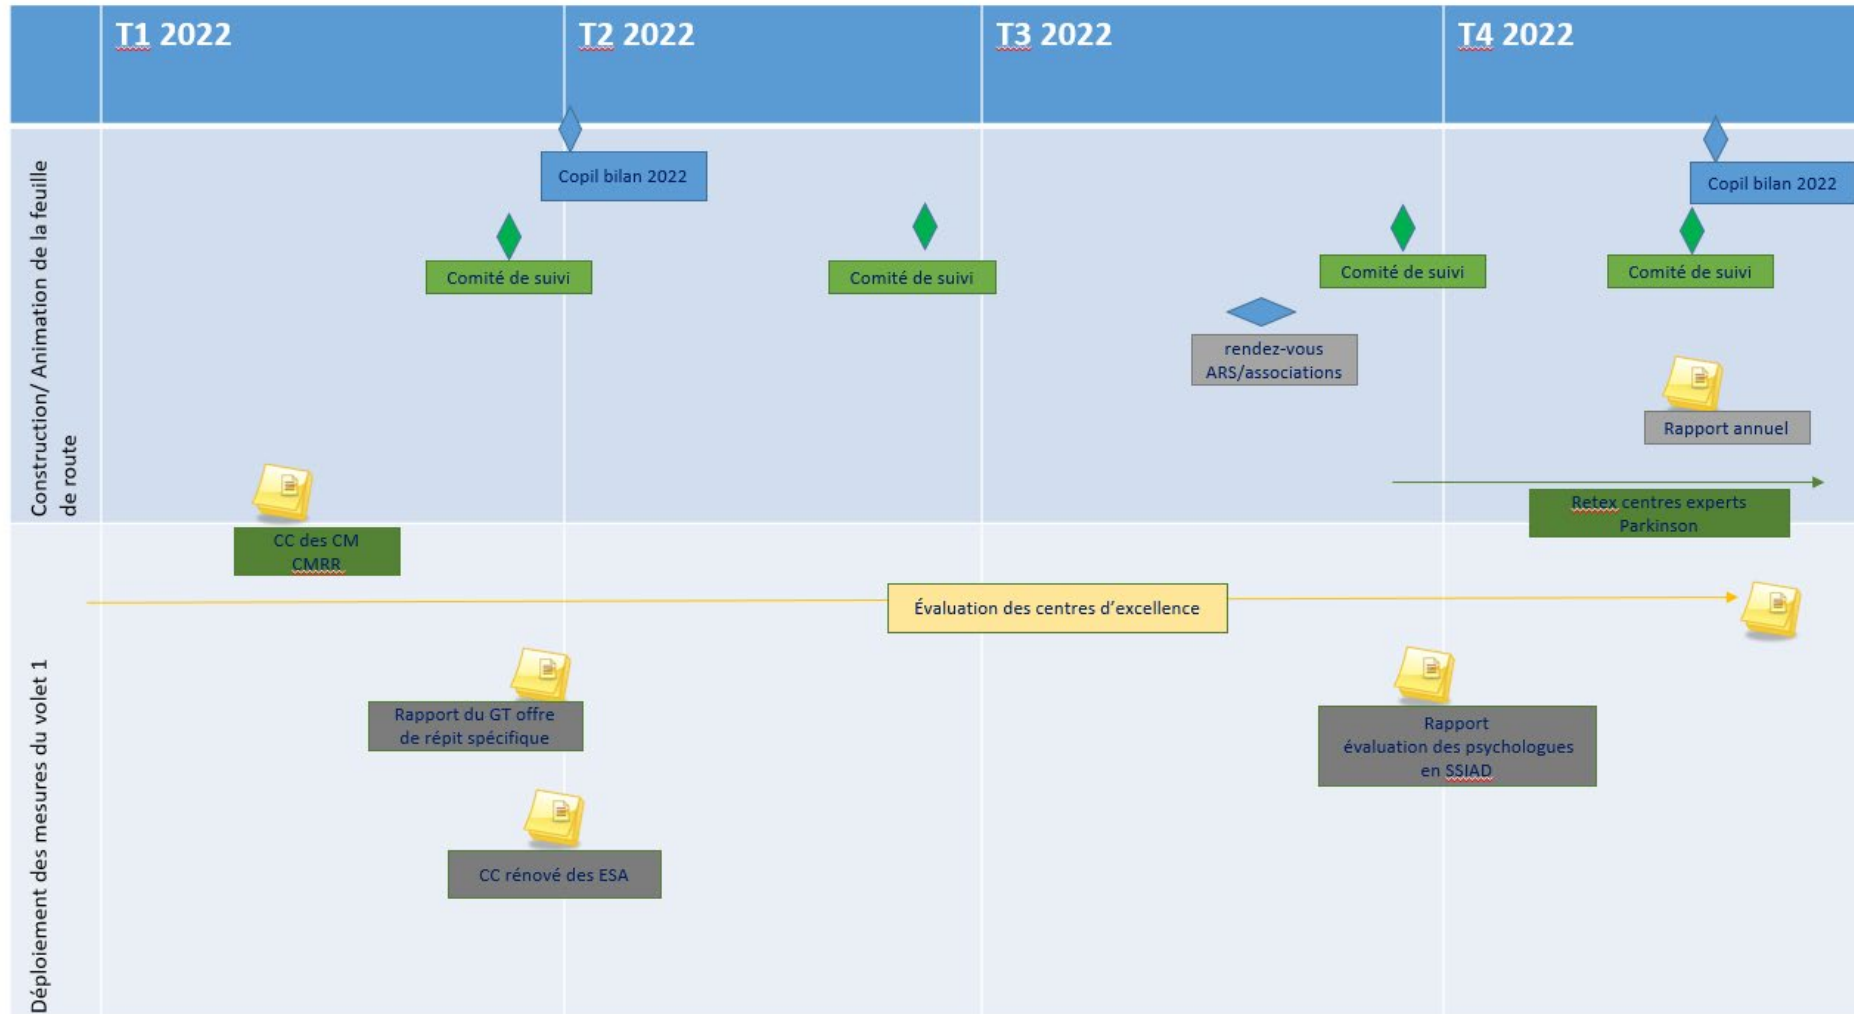 T1 2022
T2 2022
T3 2022
T4 2022
Construction/ Animation de la feuille
de route
Copil bilan 2022
Copil bilan 2022
Comité de suivi
Comité de suivi
Comité de suivi
Comité de suivi
rendez-vous
ARS/associations
Rapport annuel
Retex centres experts
Parkinson
CC des CM
CMRR
Déploiement des mesures du volet 1
Évaluation des centres d’excellence
Rapport du GT offre
de répit spécifique
Rapport
évaluation des psychologues
en SSIAD
CC rénové des ESA